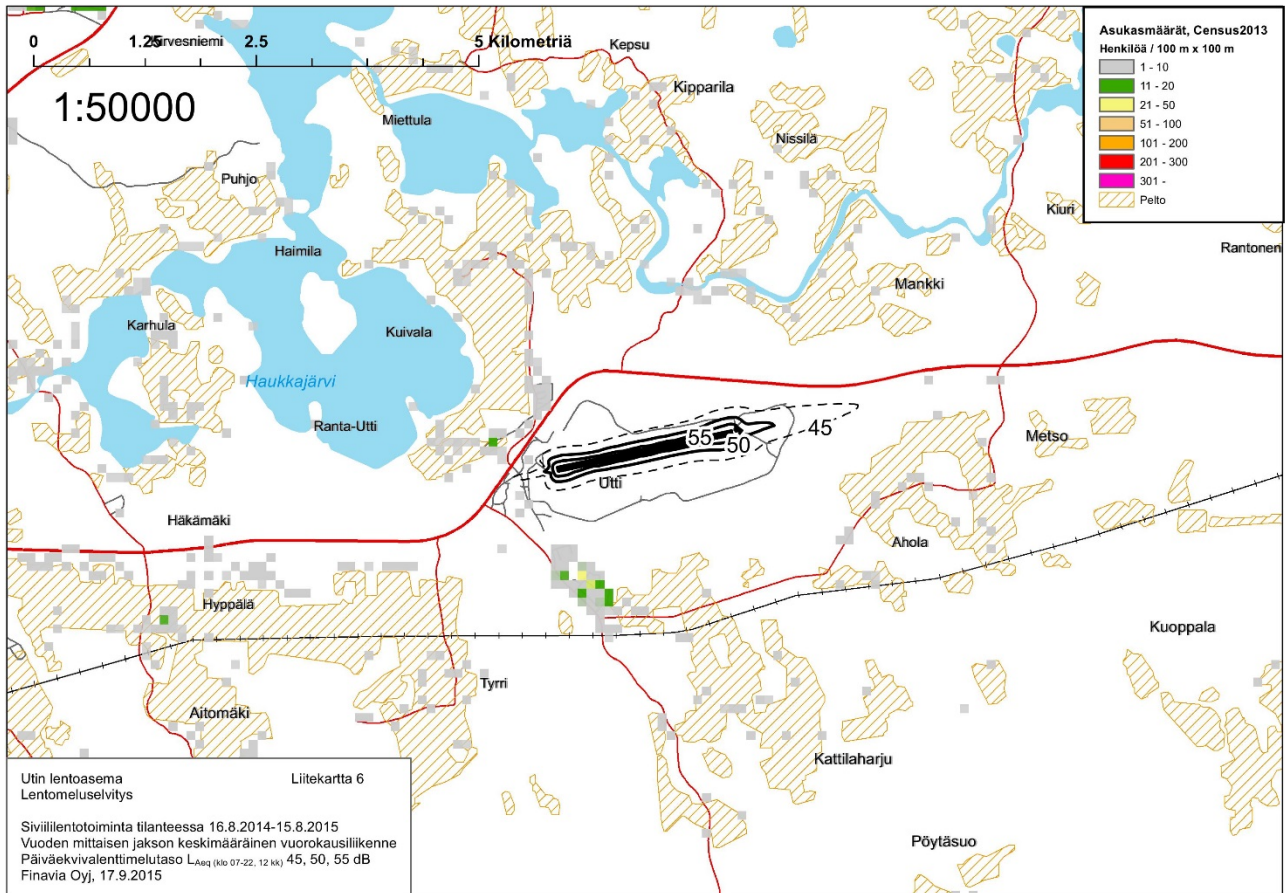 0 1.25 2.5 5 Kilometriä
1:50000
Kepsu
Kipparila
Miettula
Nissilä
Puhjo
Kiuri
Rantonen
Haimila
Mankki
Karhula
Kuivala
Haukkajärvi
Ranta-Utti
55
50
45
Metso
Utti
Häkämäki
Ahola
Hyppälä
Kuoppala
Tyrri
Aitomäki
Kattilaharju
Pöytäsuo
Asukasmäärät, Census2013
Henkilöä / 100 m x 100 m
1 - 10
11 - 20
21 - 50
51 - 100
101 - 200
201 - 300
301 -
Pelto
Utin lentoasema Liitekartta 6
Lentomeluselvitys
Siviililentotoiminta tilanteessa 16.8.2014-15.8.2015
Vuoden mittaisen jakson keskimääräinen vuorokausiliikenne
Päiväekvivalenttimelutaso LAeq (klo 07-22, 12 kk) 45, 50, 55 dB
Finavia Oyj, 17.9.2015